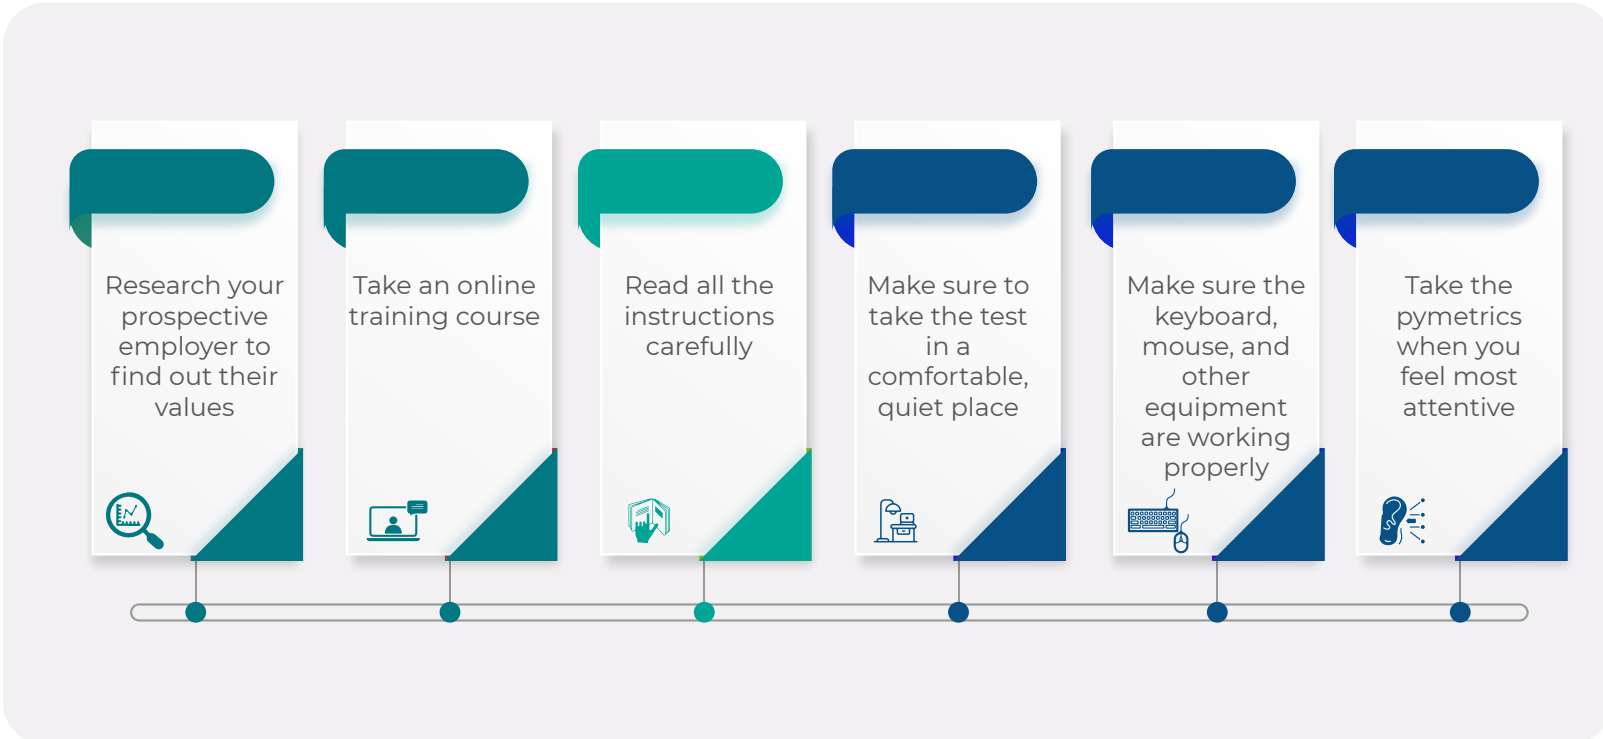 Research your
prospective
employer to
find out their
values
Take an online
training course
Read all the
instructions
carefully
Make sure to
take the test
in a
comfortable,
quiet place
Make sure the
keyboard,
mouse, and
other
equipment
are working
properly
Take the
pymetrics
when you
feel most
attentive